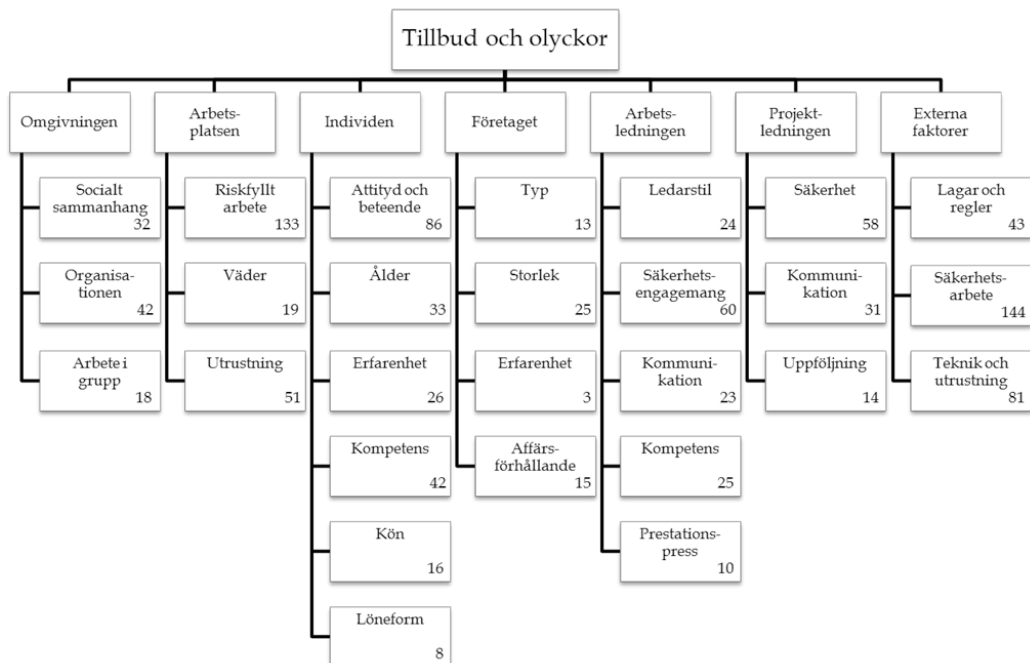 Tillbud och olyckor
Omgivningen
Socialt
sammanhang
32
Organisa-
tionen
42
Arbete i
grupp
18
Arbets-
platsen
Riskfyllt
arbete
133
Väder
19
Utrustning
51
Individen
Attityd och
beteende
86
Ålder
33
Erfarenhet
26
Kompetens
42
Kön
16
Löneform
8
Företaget
Typ
13
Storlek
25
Erfarenhet
3
Affärs-
förhållande
15
Arbets-
ledningen
Ledarstil
24
Säkerhets-
engagemang
60
Kommuni-
kation
23
Kompetens
25
Prestations-
press
10
Projekt-
ledningen
Säkerhet
58
Kommuni-
kation
31
Uppföljning
14
Externa
faktorer
Lagar och
regler
43
Säkerhets-
arbete
144
Teknik och
utrustning
81